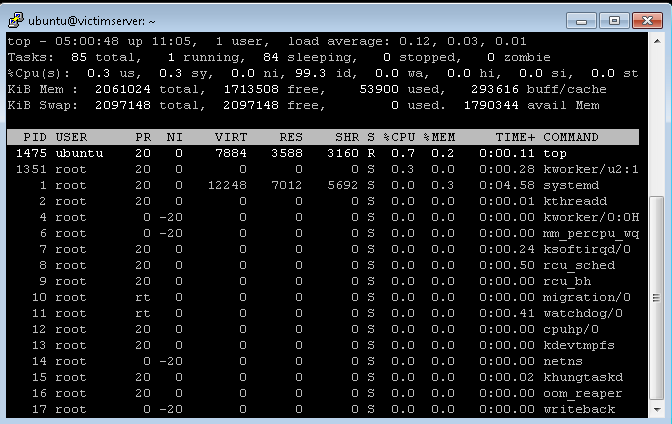 ubuntu@victimserver: ~
top - 05:00:48 up 11:05,  1 user,  load average: 0.12, 0.03, 0.01
Tasks:  85 total,   1 running,  84 sleeping,   0 stopped,   0 zombie
%Cpu(s):  0.3 us,  0.3 sy,  0.0 ni, 99.3 id,  0.0 wa,  0.0 hi,  0.0 si,  0.0 st
KiB Mem :  2061024 total,  1713508 free,    53900 used,   293616 buff/cache
KiB Swap:  2097148 total,  2097148 free,        0 used.  1790344 avail Mem
PID USER      PR  NI    VIRT    RES    SHR S %CPU %MEM     TIME+ COMMAND
1475 ubuntu    20   0    7884   3588   3160 R  0.7  0.2   0:00.11 top
1351 root      20   0       0      0      0 S  0.3  0.0   0:00.28 kworker/u2:1
1 root      20   0   12248   7012   5692 S  0.0  0.3   0:04.58 systemd
2 root      20   0       0      0      0 S  0.0  0.0   0:00.01 kthreadd
4 root       0 -20       0      0      0 S  0.0  0.0   0:00.00 kworker/0:0H
6 root       0 -20       0      0      0 S  0.0  0.0   0:00.00 mm_percpu_wq
7 root      20   0       0      0      0 S  0.0  0.0   0:00.24 ksoftirqd/0
8 root      20   0       0      0      0 S  0.0  0.0   0:00.50 rcu_sched
9 root      20   0       0      0      0 S  0.0  0.0   0:00.00 rcu_bh
10 root      rt   0       0      0      0 S  0.0  0.0   0:00.00 migration/0
11 root      rt   0       0      0      0 S  0.0  0.0   0:00.41 watchdog/0
12 root      20   0       0      0      0 S  0.0  0.0   0:00.00 cpuhp/0
13 root      20   0       0      0      0 S  0.0  0.0   0:00.00 kdevtmpfs
14 root       0 -20       0      0      0 S  0.0  0.0   0:00.00 netns
15 root      20   0       0      0      0 S  0.0  0.0   0:00.02 khungtaskd
16 root      20   0       0      0      0 S  0.0  0.0   0:00.00 oom_reaper
17 root       0 -20       0      0      0 S  0.0  0.0   0:00.00 writeback